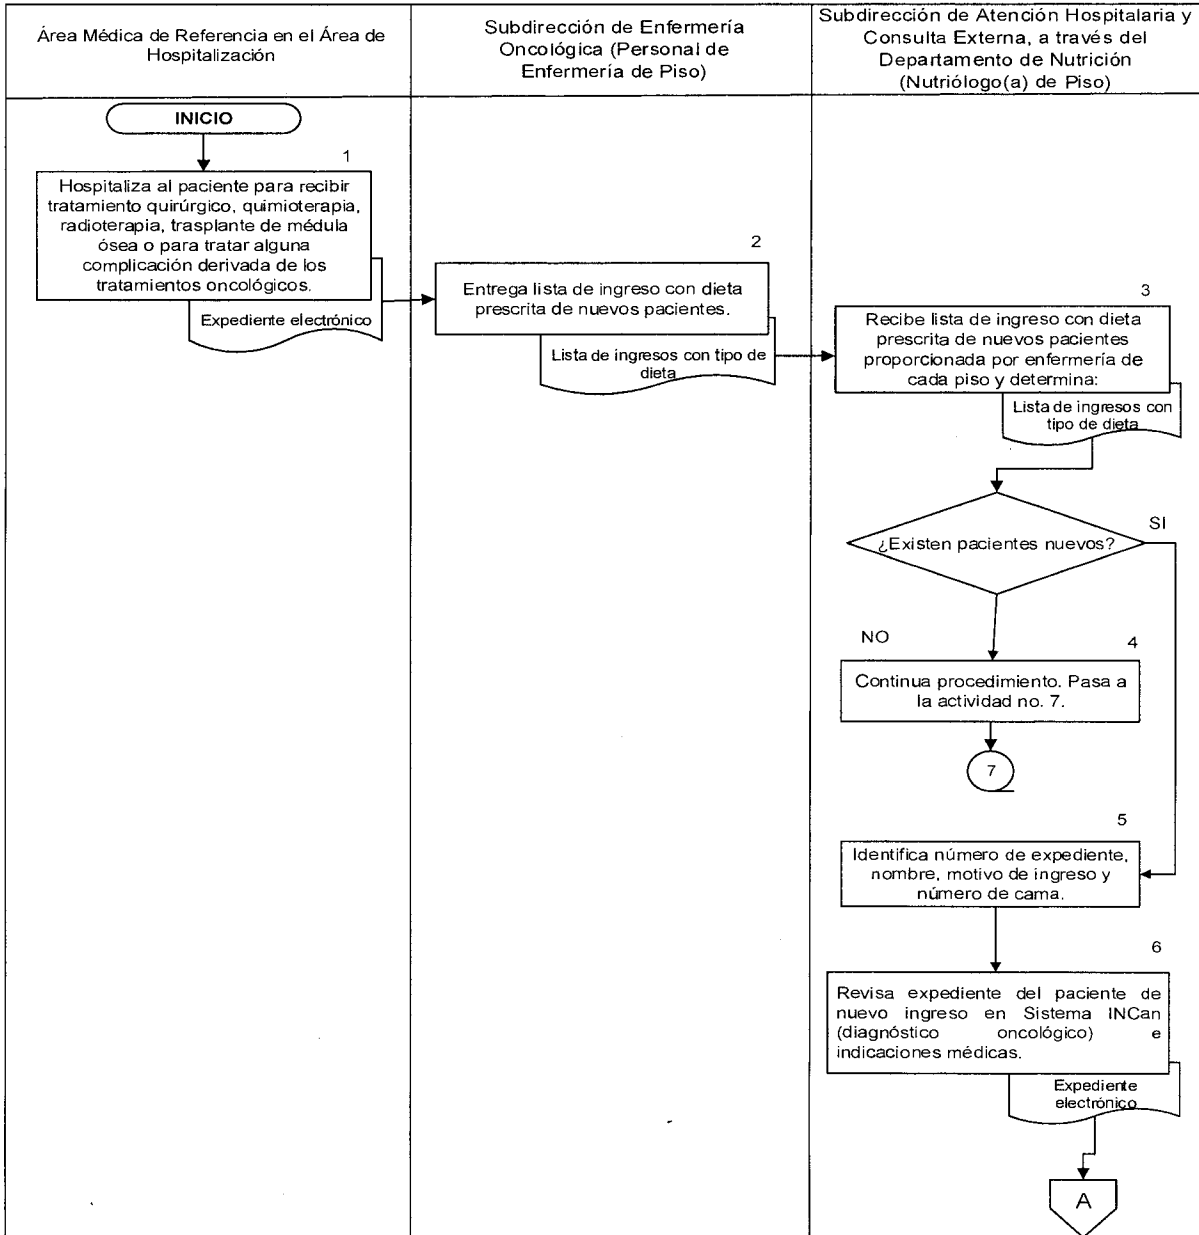 Área Médica de Referencia en el Área de
Hospitalización
Subdirección de Enfermería
Oncológica (Personal de
Enfermería de Piso)
Subdirección de Atención Hospitalaria y
Consulta Externa, a través del
Departamento de Nutrición
(Nutriólogo(a) de Piso)
INICIO
1
Hospitaliza al paciente para recibir
tratamiento quirúrgico, quimioterapia,
radioterapia, trasplante de médula
ósea o para tratar alguna
complicación derivada de los
tratamientos oncológicos.
Expediente electrónico
2
Entrega lista de ingreso con dieta
prescrita de nuevos pacientes.
Lista de ingresos con tipo de
dieta
3
Recibe lista de ingreso con dieta
prescrita de nuevos pacientes
proporcionada por enfermería de
cada piso y determina:
Lista de ingresos con
tipo de dieta
¿Existen pacientes nuevos?
SI
NO
4
Continua procedimiento. Pasa a
la actividad no. 7.
7
5
Identifica número de expediente,
nombre, motivo de ingreso y
número de cama.
6
Revisa expediente del paciente de
nuevo ingreso en Sistema INCan
(diagnóstico oncológico) e
indicaciones médicas.
Expediente
electrónico
A